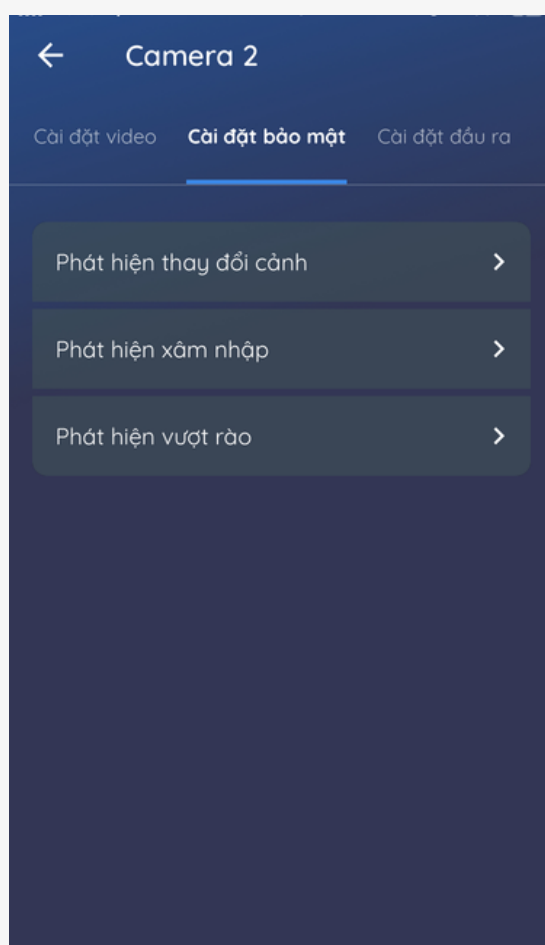 Camera 2
Cài đặt video Cài đặt bảo mật Cài đặt đầu ra
Phát hiện thay đổi cảnh
Phát hiện xâm nhập
Phát hiện vượt rào